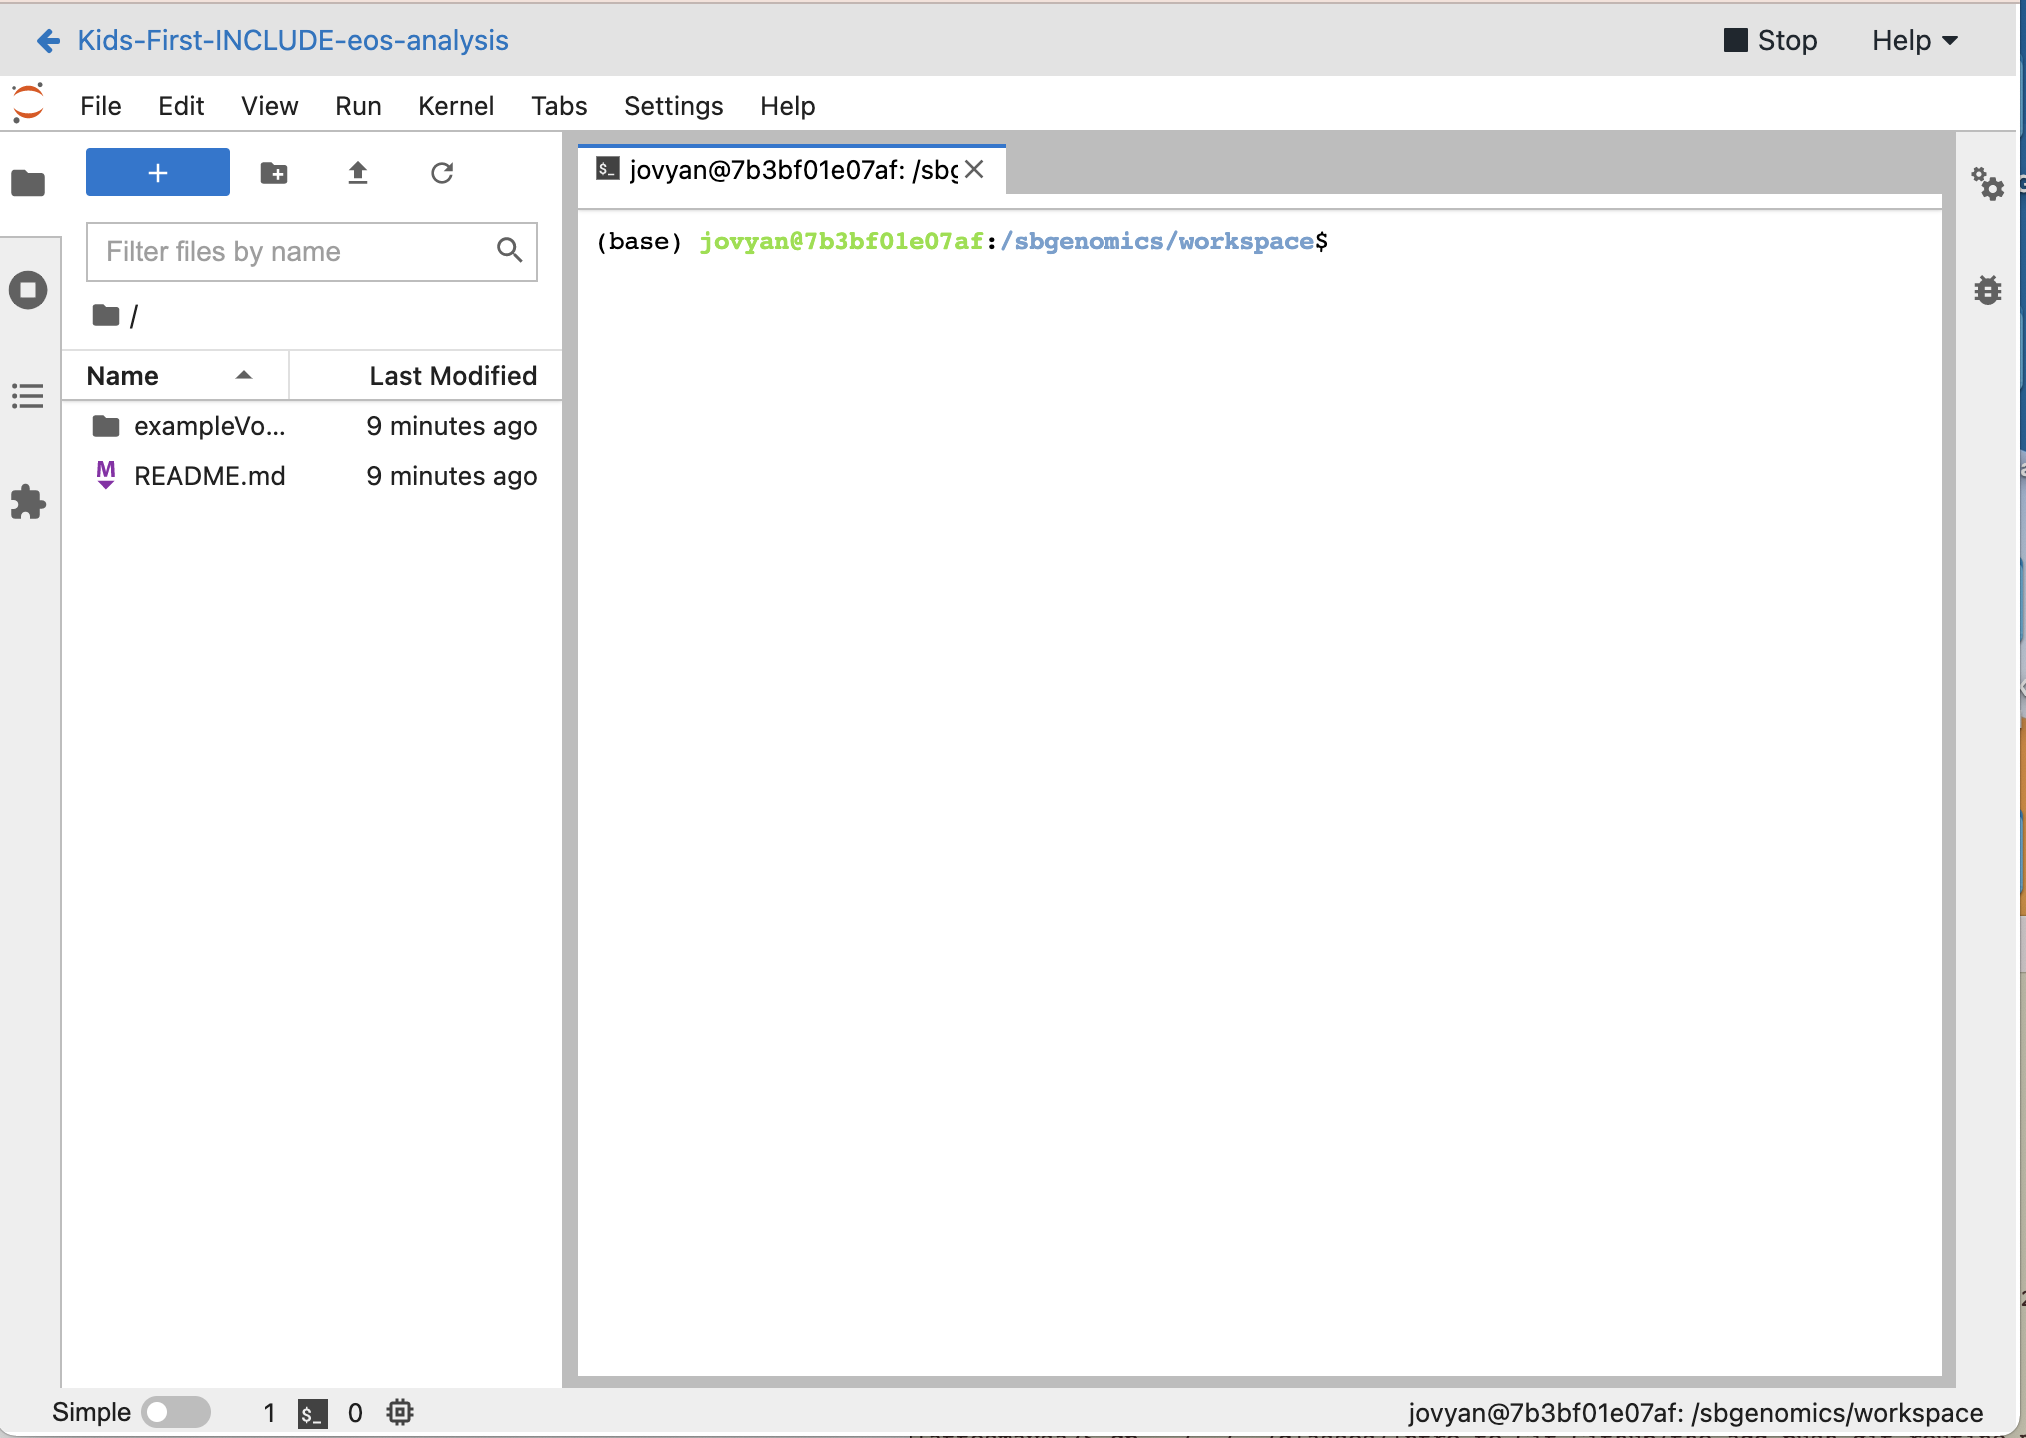 Kids-First-INCLUDE-eos-analysis
Stop Help
File Edit View Run Kernel Tabs Settings Help
+
jovyan@7b3bf01e07af: /sbg
Filter files by name
(base) jovyan@7b3bf01e07af:/sbgenomics/workspace$
/
Name Last Modified
exampleVo... 9 minutes ago
README.md 9 minutes ago
Simple 1 $_ 0 jovyan@7b3bf01e07af: /sbgenomics/workspace